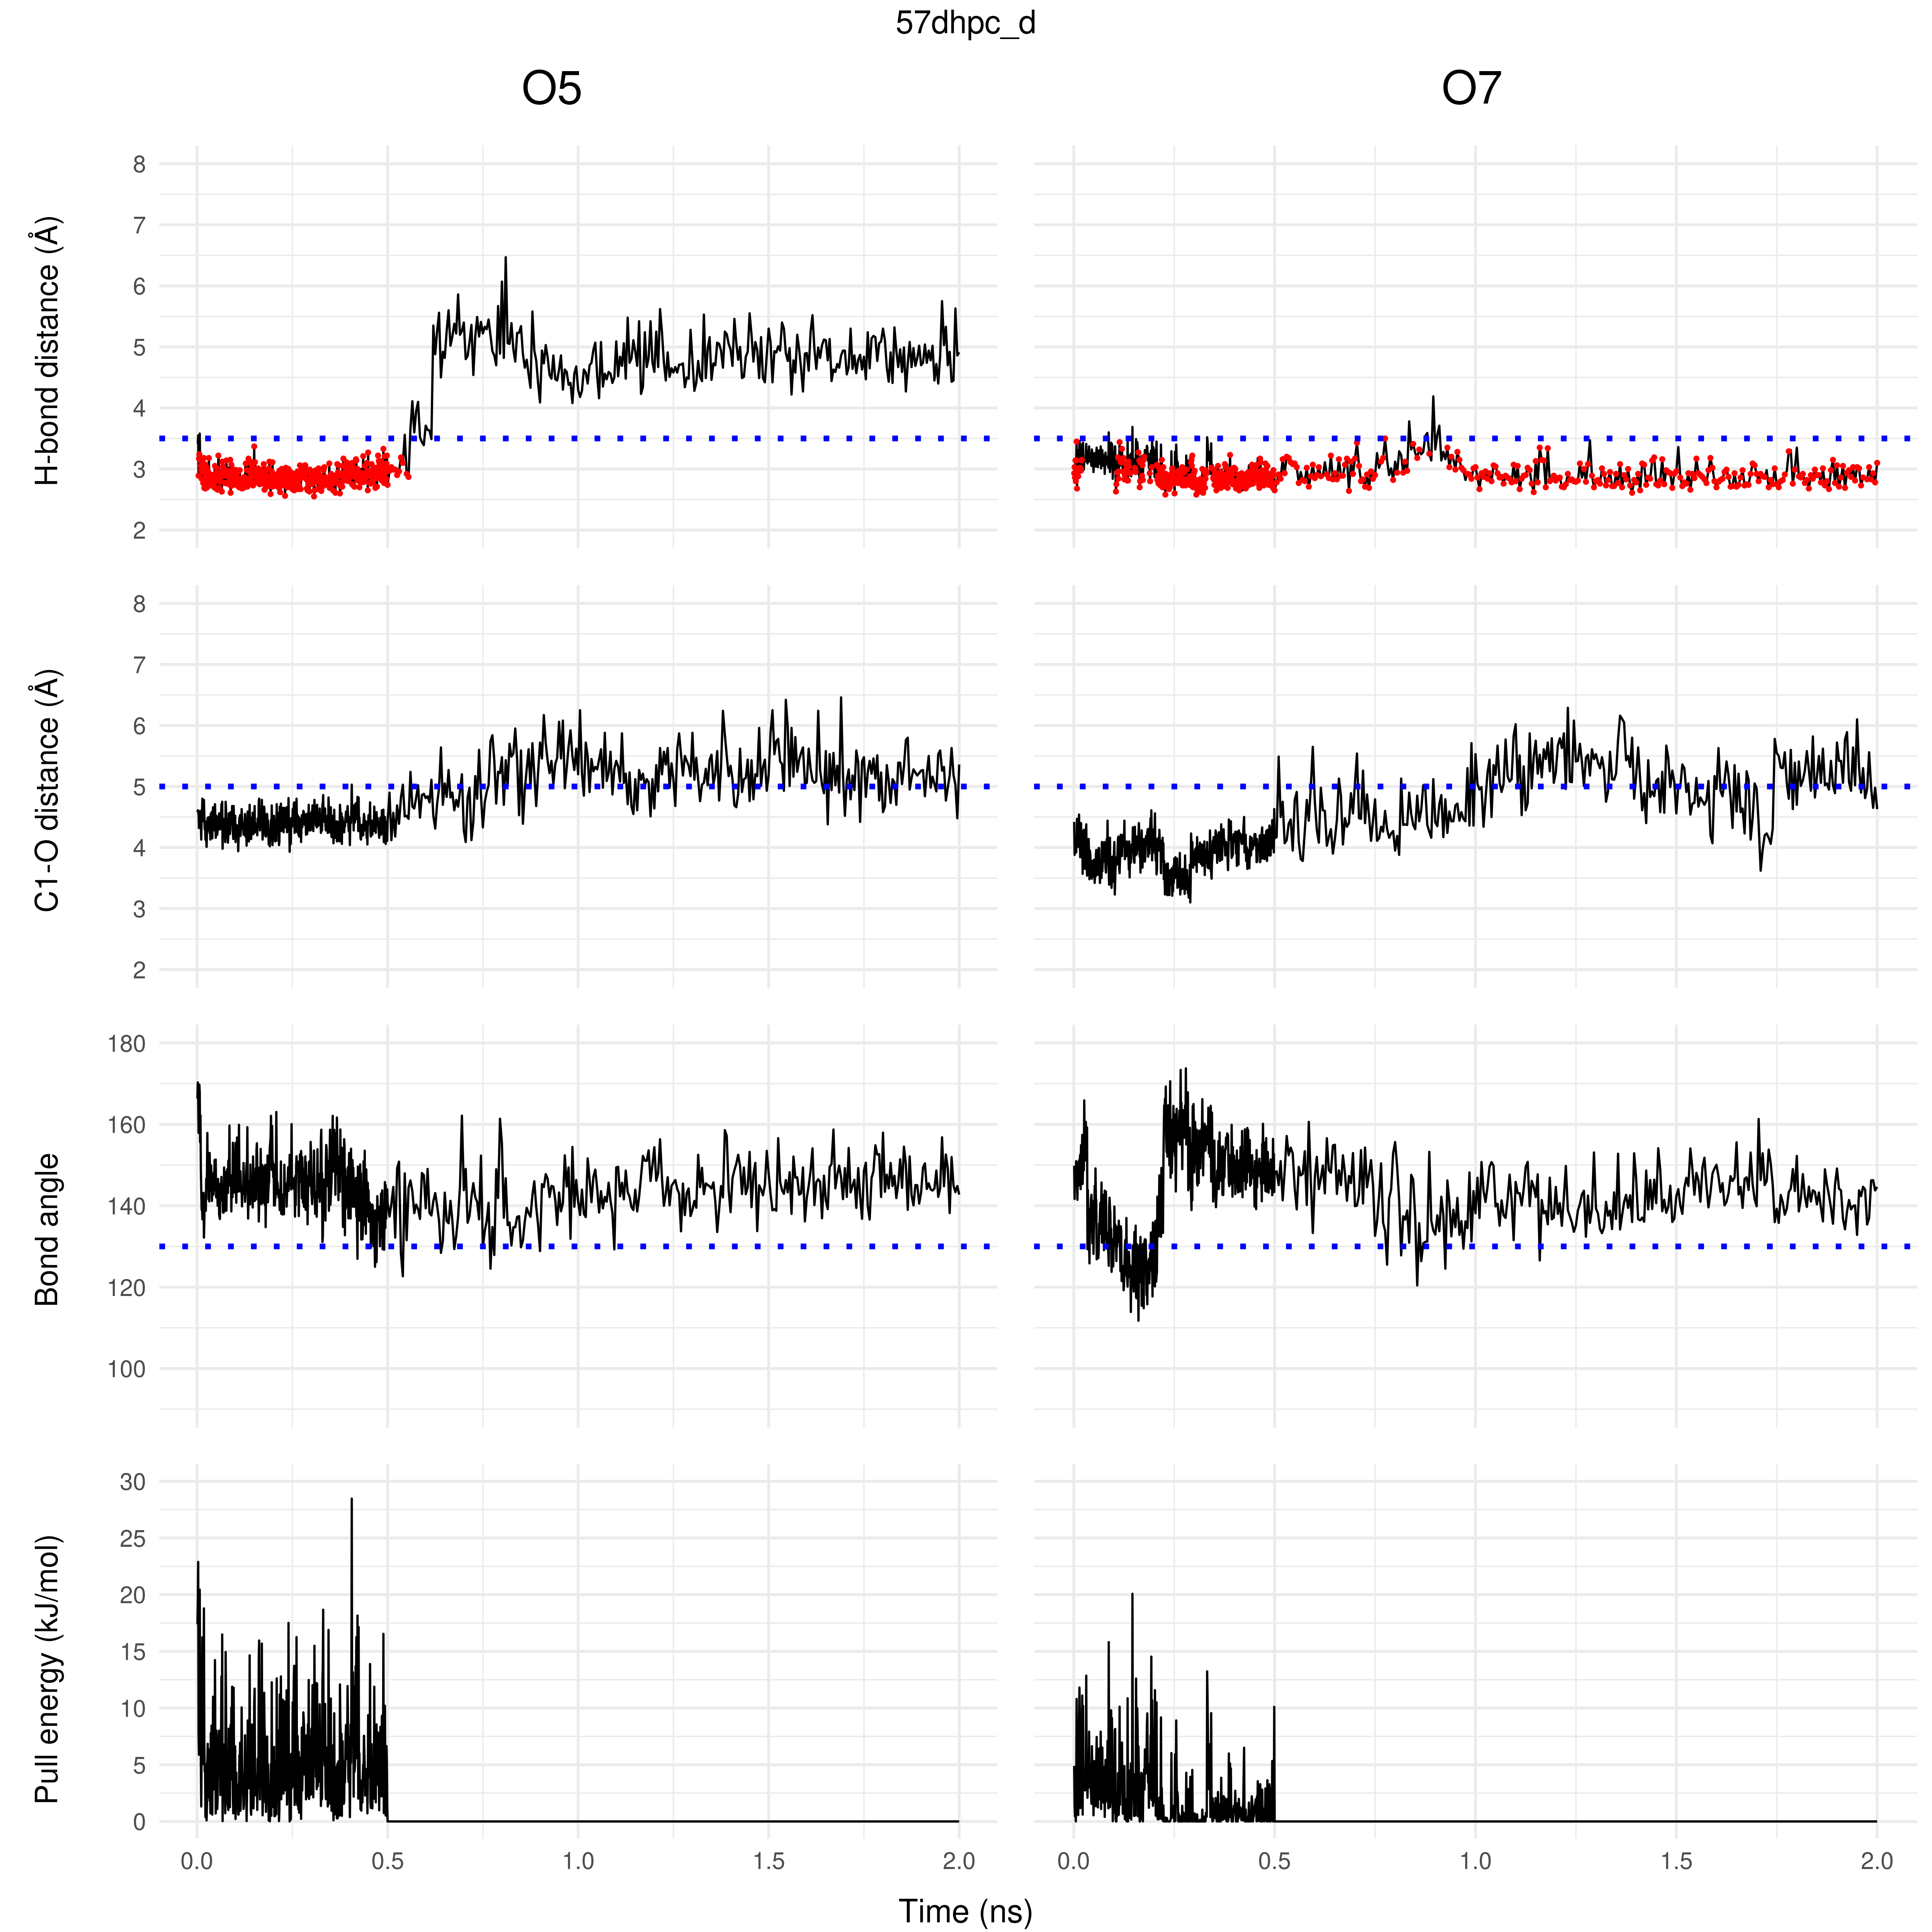 57dhpc_d
O5
O7
H-bond distance (Å)
8
7
6
5
4
3
2
C1-O distance (Å)
8
7
6
5
4
3
2
Bond angle
180
160
140
120
100
Pull energy (kJ/mol)
30
25
20
15
10
5
0
0.0 0.5 1.0 1.5 2.0 0.0 0.5 1.0 1.5 2.0
Time (ns)